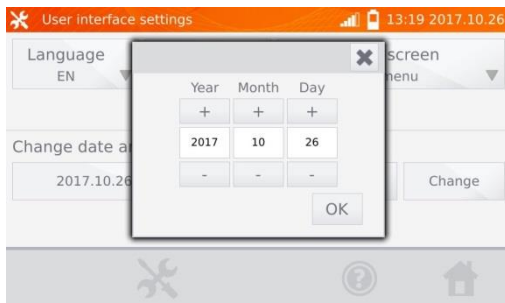 User interface settings 13:19 2017.10.26
Language screen
EN
Year Month Day
+ + +
2017 10 26
- - -
OK
Change date
2017.10.26 Change